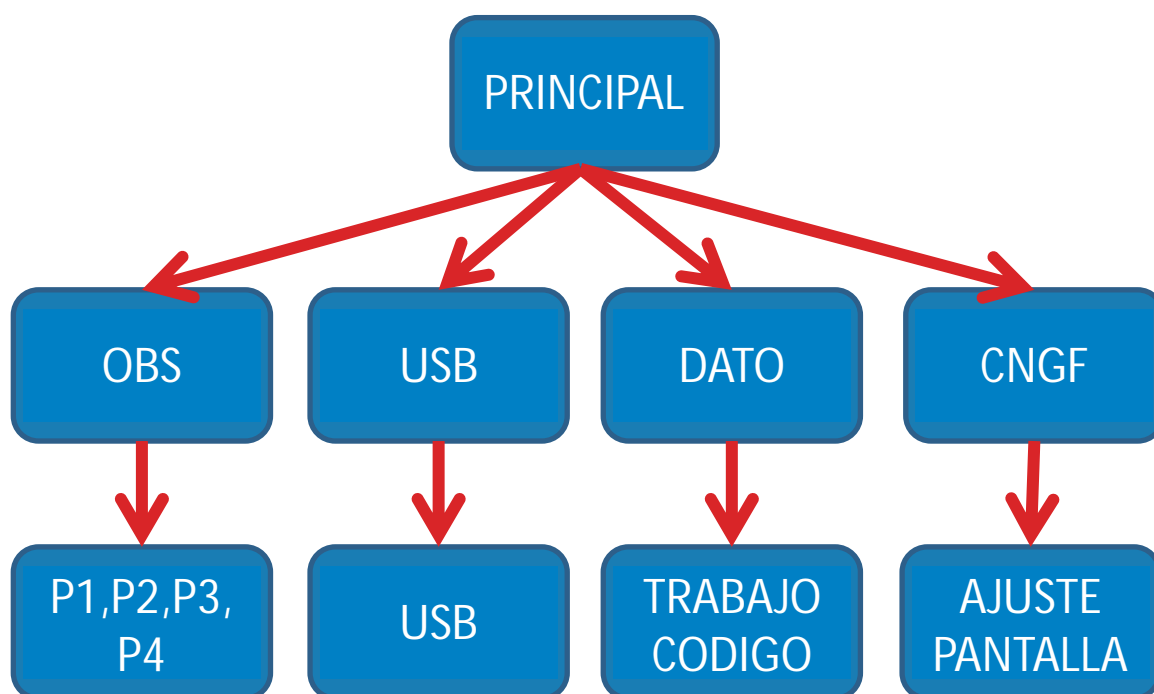 PRINCIPAL
OBS
USB
DATO
CNGF
P1,P2,P3,
P4
USB
TRABAJO
CODIGO
AJUSTE
PANTALLA